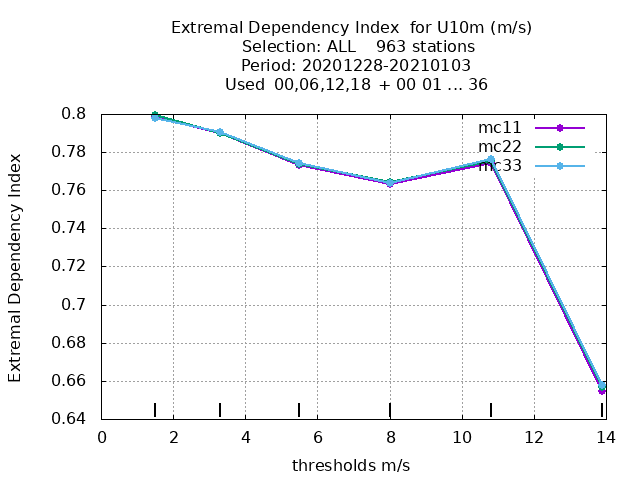 Extremal Dependency Index  for U10m (m/s)
Selection: ALL    963 stations
Period: 20201228-20210103
Used  00,06,12,18  + 00 01 ... 36
0.8
0.78
0.76
0.74
0.72
0.7
0.68
0.66
0.64
Extremal Dependency Index
mc11
mc22
mc33
0 2 4 6 8 10 12 14
thresholds m/s